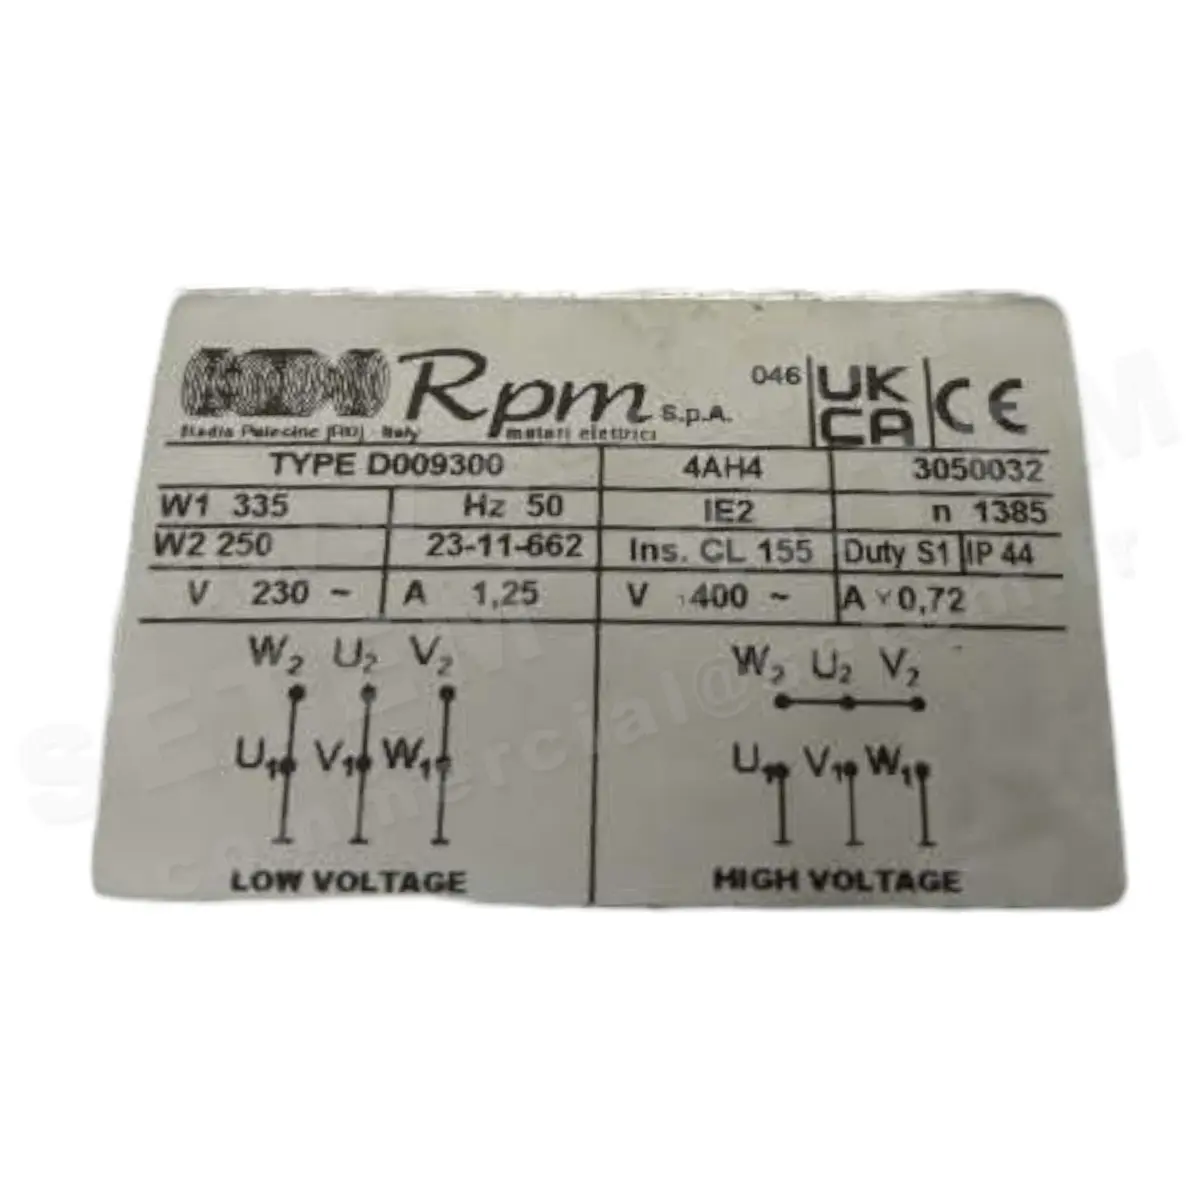 Rpm S.p.A.
motori elettrici
Badia Polesine (RO) Italy
046 UK CA CE
TYPE D009300 4AH4 3050032
W1 335 Hz 50 IE2 n 1385
W2 250 23-11-662 Ins. CL 155 Duty S1 IP 44
V 230 ~ A 1,25 V 400 ~ A Y 0,72
W2 U2 V2 W2 U2 V2
U1 V1 W1 U1 V1 W1
LOW VOLTAGE HIGH VOLTAGE